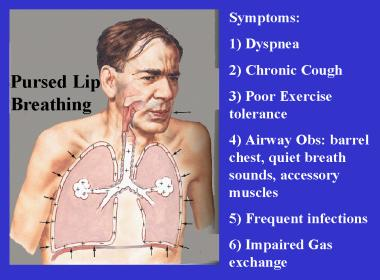 Pursed Lip
Breathing
Symptoms:
1) Dyspnea
2) Chronic Cough
3) Poor Exercise
tolerance
4) Airway Obs: barrel
chest, quiet breath
sounds, accessory
muscles
5) Frequent infections
6) Impaired Gas
exchange